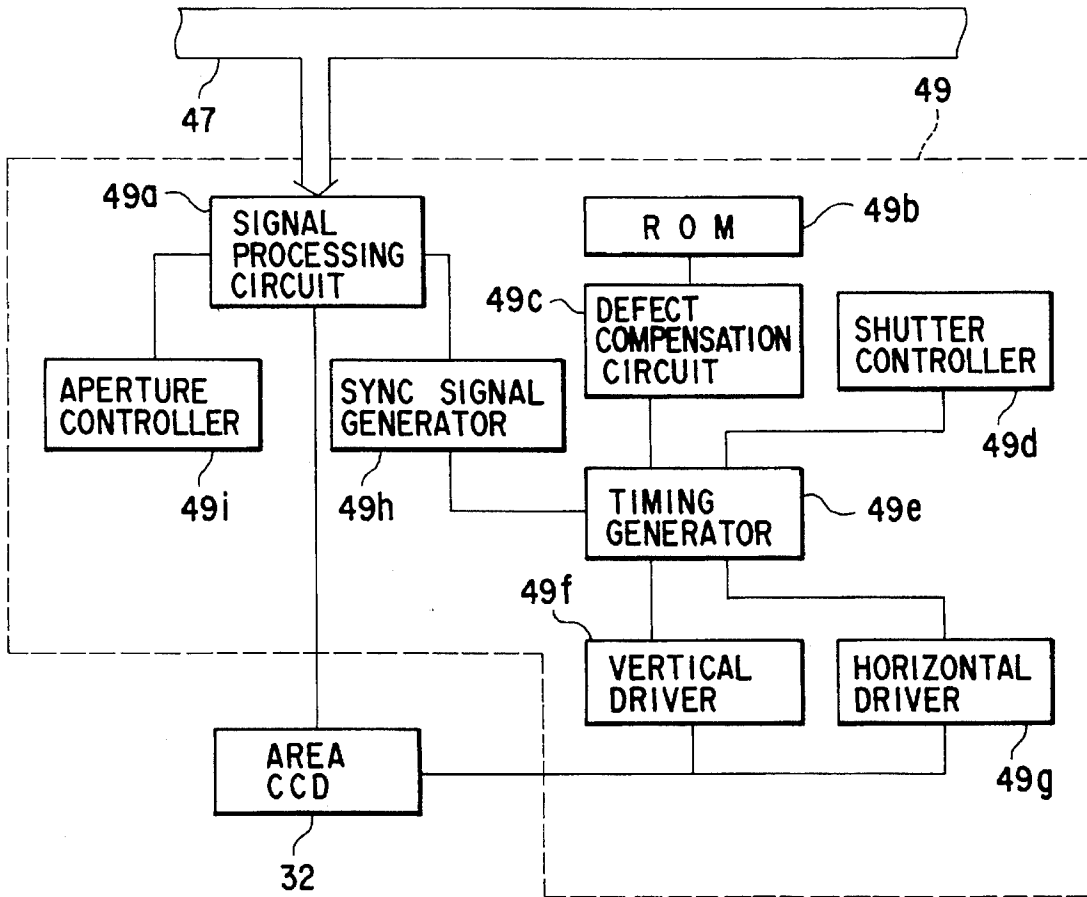 47
49
49a
SIGNAL
PROCESSING
CIRCUIT
ROM
49b
49c
DEFECT
COMPENSATION
CIRCUIT
SHUTTER
CONTROLLER
49d
APERTURE
CONTROLLER
49i
SYNC SIGNAL
GENERATOR
49h
TIMING
GENERATOR
49e
49f
VERTICAL
DRIVER
HORIZONTAL
DRIVER
49g
AREA
CCD
32